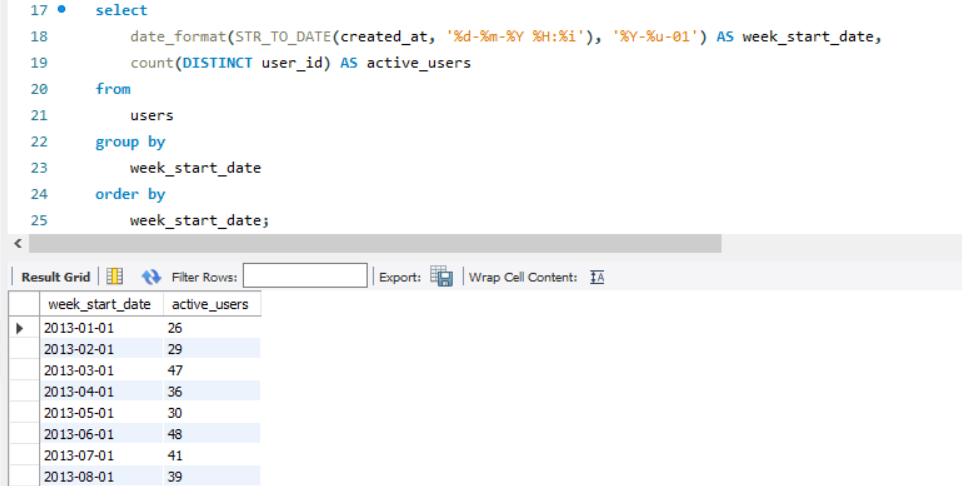 17 select
18 date_format(STR_TO_DATE(created_at, '%d-%m-%Y %H:%i'), '%Y-%u-01') AS week_start_date,
19 count(DISTINCT user_id) AS active_users
20 from
21 users
22 group by
23 week_start_date
24 order by
25 week_start_date;
Result Grid Filter Rows: Export: Wrap Cell Content: IA
week_start_date active_users
2013-01-01 26
2013-02-01 29
2013-03-01 47
2013-04-01 36
2013-05-01 30
2013-06-01 48
2013-07-01 41
2013-08-01 39